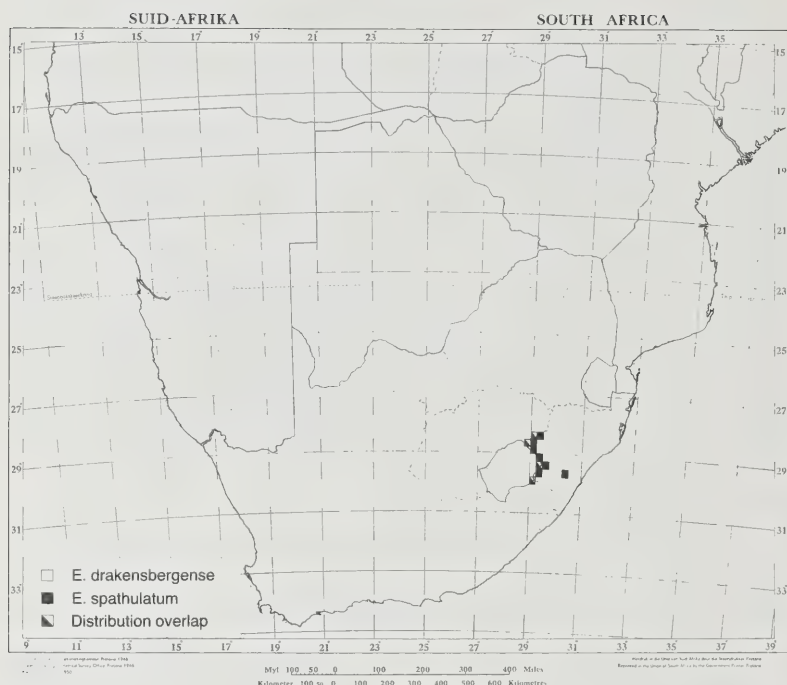 SUID-AFRIKA SOUTH AFRICA
13 15 17 19 21 23 25 27 29 31 33 35
15 15
17 17
19 19
21 21
23 23
25 25
27 27
29 29
31 31
33 33
E. drakensbergense
E. spathulatum
Distribution overlap
9 11 13 15 17 19 21 23 25 27 29 31 33 35 37 39
Myl 100 50 0 100 200 300 400 Miles
Kilometer 100 50 0 100 200 300 400 500 600 Kilometres